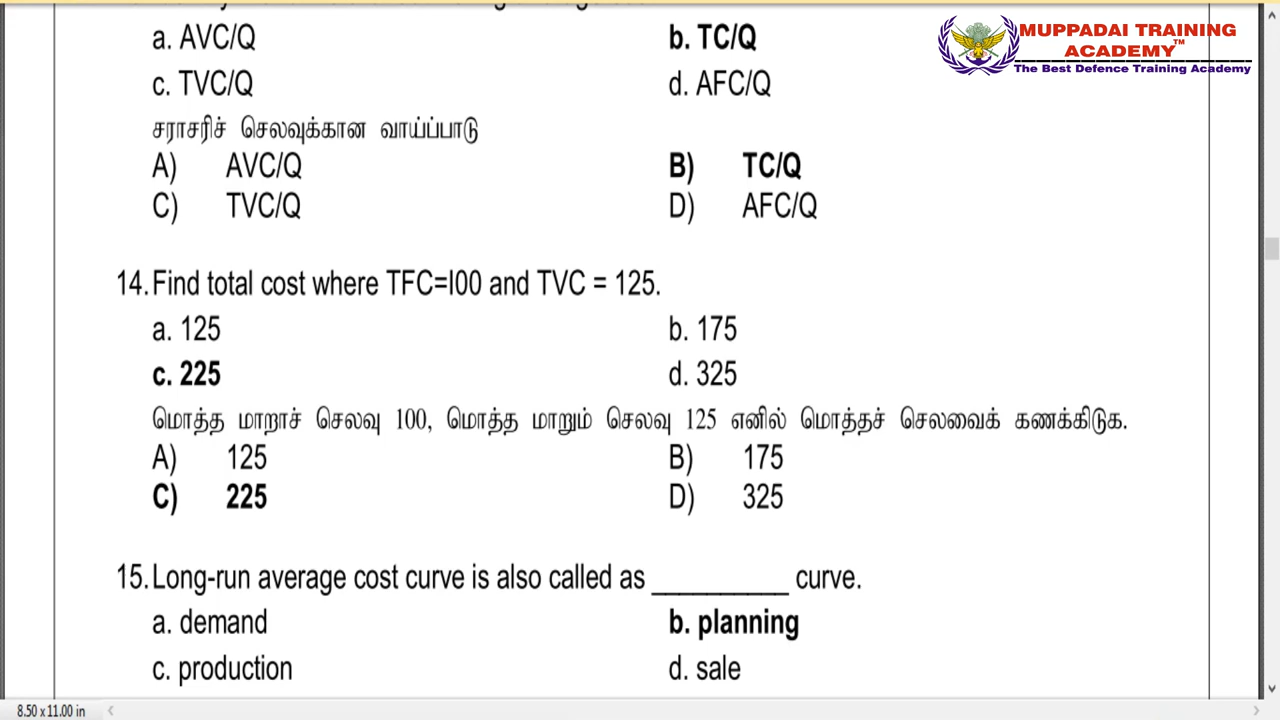 a. AVC/Q b. TC/Q
c. TVC/Q d. AFC/Q
சராசரிச் செலவுக்கான வாய்ப்பாடு
A) AVC/Q B) TC/Q
C) TVC/Q D) AFC/Q
14. Find total cost where TFC=I00 and TVC = 125.
a. 125 b. 175
c. 225 d. 325
மொத்த மாறாச் செலவு 100, மொத்த மாறும் செலவு 125 எனில் மொத்தச் செலவைக் கணக்கிடுக.
A) 125 B) 175
C) 225 D) 325
15. Long-run average cost curve is also called as __________ curve.
a. demand b. planning
c. production d. sale
MUPPADAI TRAINING
ACADEMY™
The Best Defence Training Academy
8.50 x 11.00 in